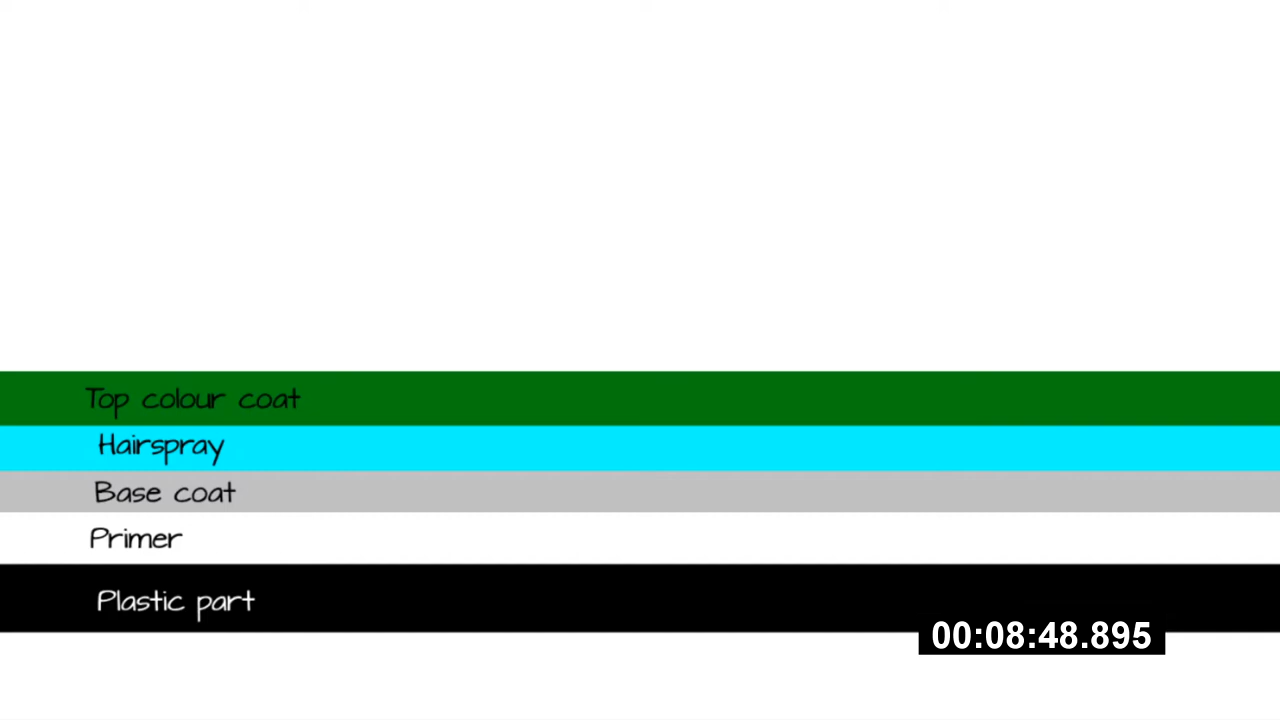 Top colour coat
Hairspray
Base coat
Primer
Plastic part
00:08:48.895